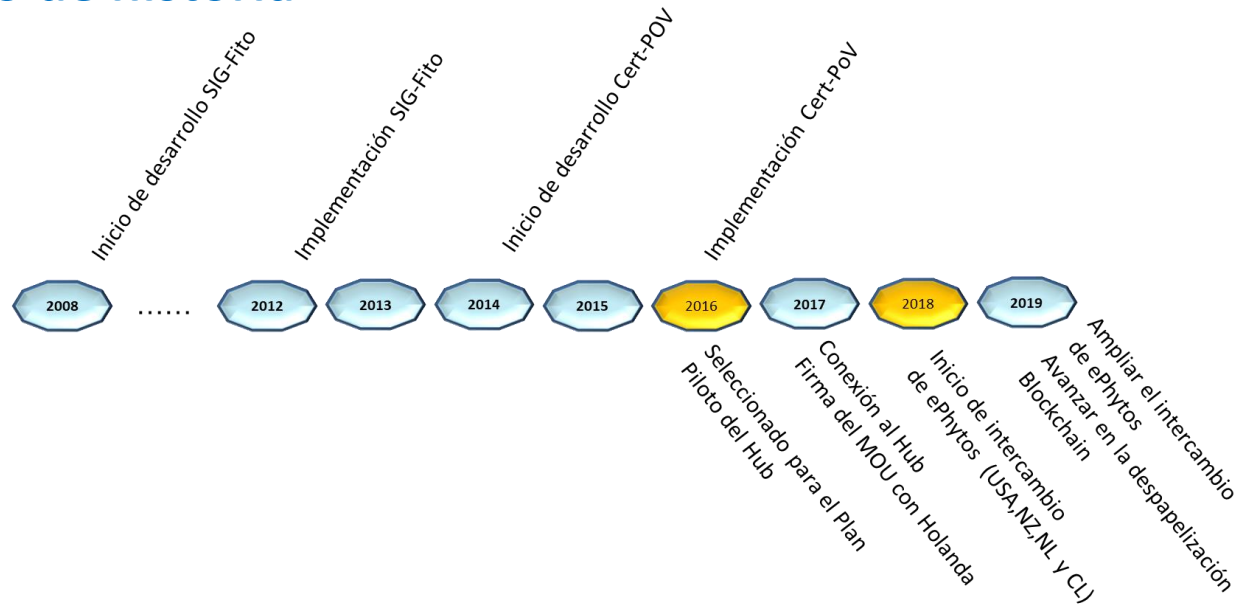 de historia
Inicio de desarrollo SIG-Fito
Implementación SIG-Fito
Inicio de desarrollo Cert-POV
Implementación Cert-PoV
2008
......
2012
2013
2014
2015
2016
2017
2018
2019
Seleccionado para el Plan
Piloto del Hub
Conexión al Hub
Firma del MOU con Holanda
Inicio de intercambio
de ePhytos (USA,NZ,NL y CL)
Ampliar el intercambio
de ePhytos
Avanzar en la despapelización
Blockchain